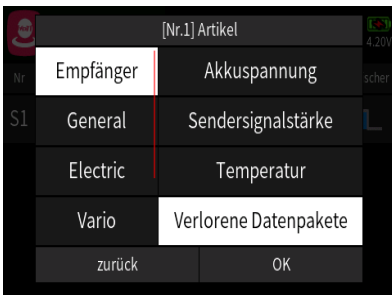 [Nr.1] Artikel
4.20V
Nr
scher
Empfänger
Akkuspannung
S1
General
Sendersignalstärke
Electric
Temperatur
Vario
Verlorene Datenpakete
zurück
OK